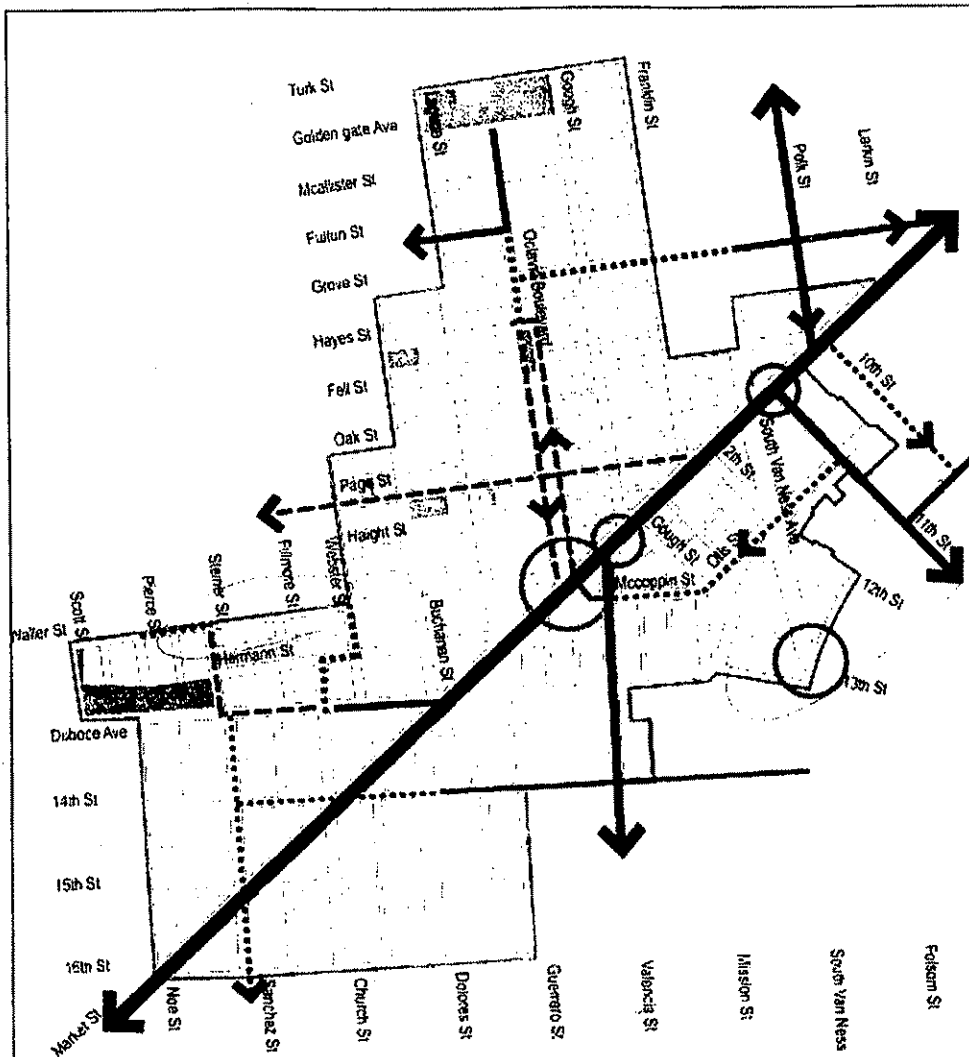 Turk St
Gough St
Franklin St
Golden gate Ave
Mcallister St
Polk St
Larkin St
Fulton St
Octavia Boulevard
Grove St
Hayes St
Fell St
10th St
Oak St
Page St
South Van Ness Ave
Haight St
Gough St
Otis St
11th St
Mccoppin St
12th St
Fillmore St
Webster St
Steiner St
Pierce St
Scott St
Buchanan St
Hermann St
13th St
Duboce Ave
14th St
15th St
16th St
Market St
Noe St
Sanchaz St
Church St
Dolores St
Guerrero St
Valencia St
Mission St
South Van Ness
Folsom St